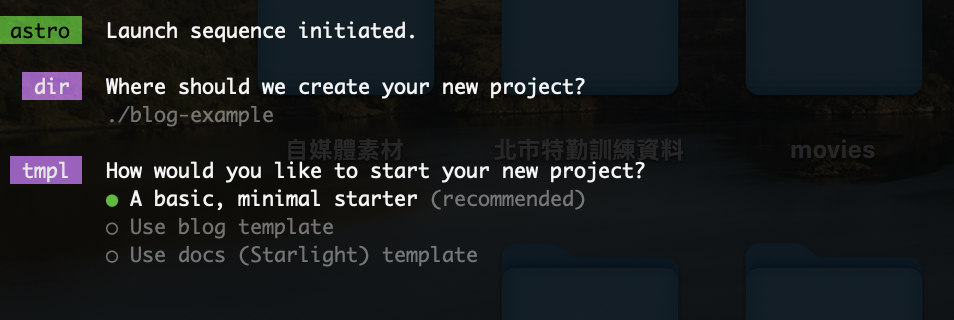 astro Launch sequence initiated.
dir Where should we create your new project?
./blog-example
自媒體素材 北市特勤訓練資料 movies
tmpl How would you like to start your new project?
● A basic, minimal starter (recommended)
○ Use blog template
○ Use docs (Starlight) template